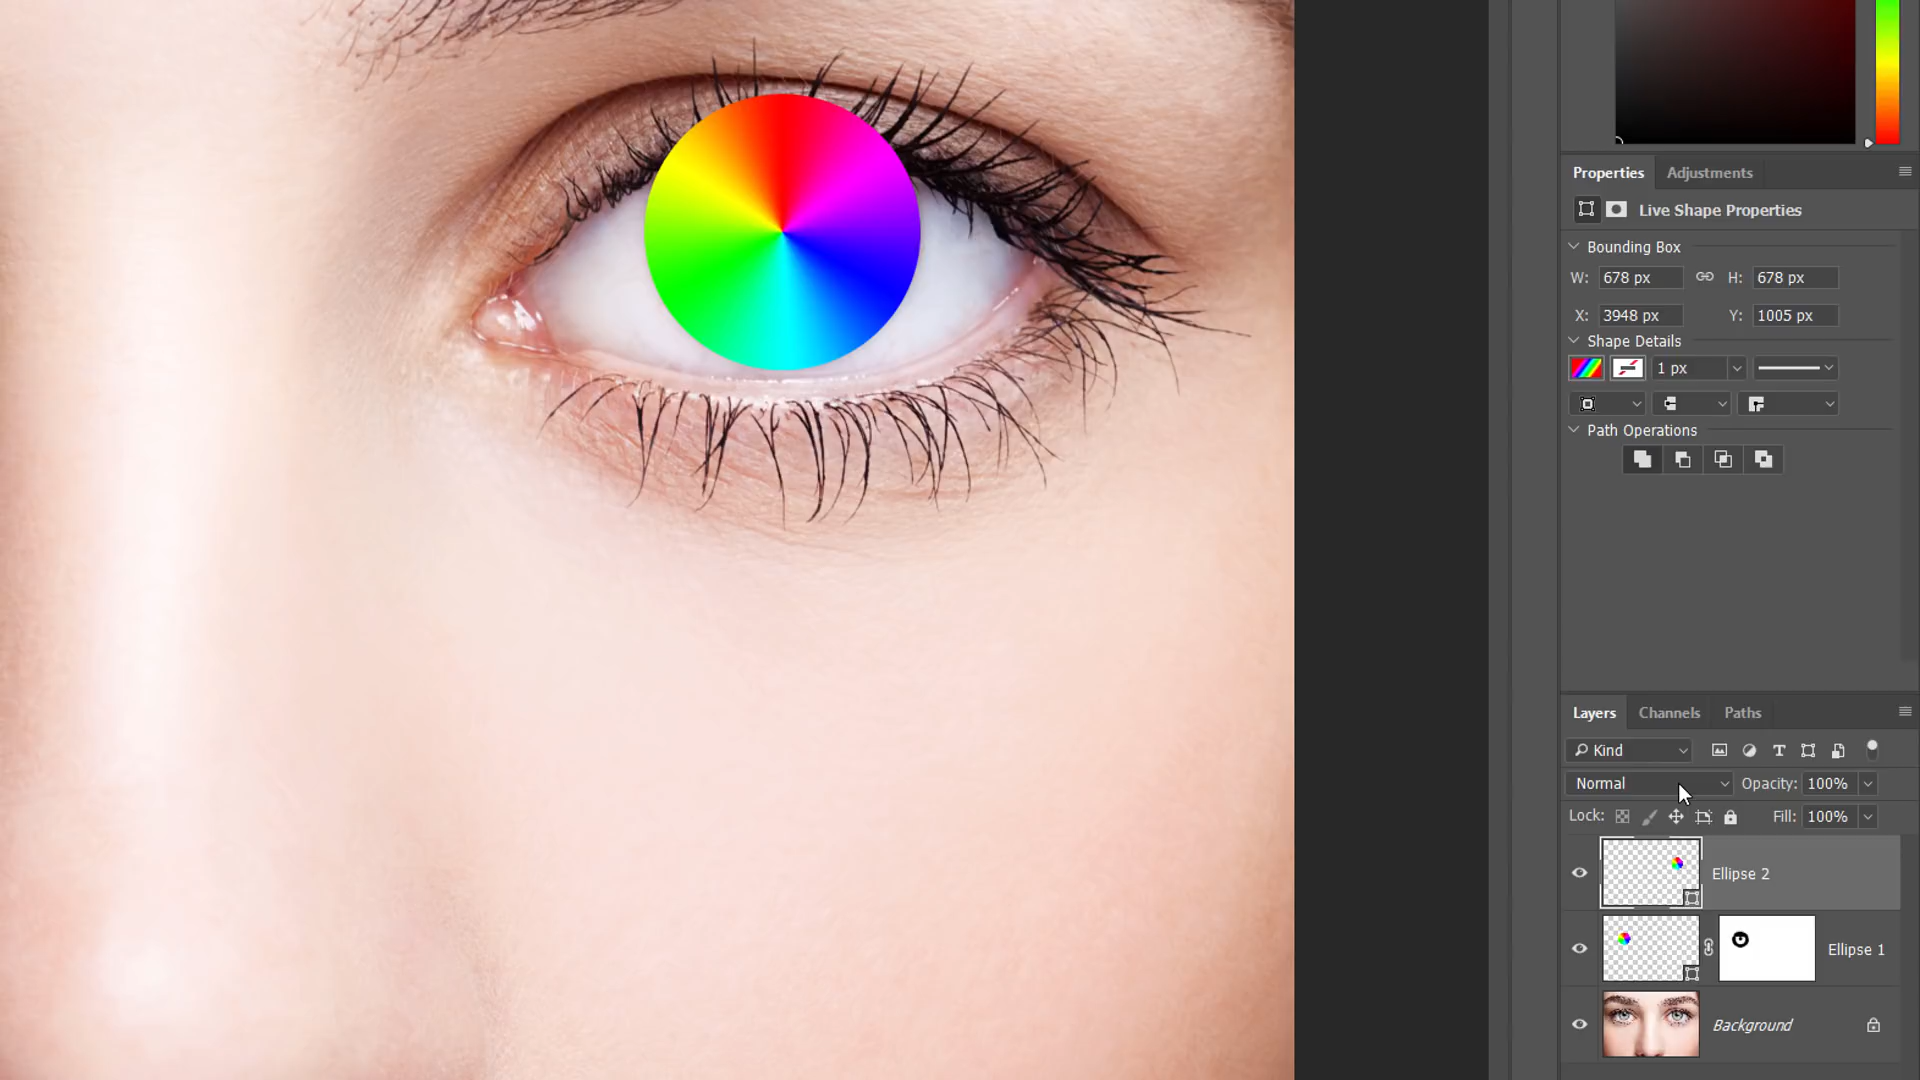 Properties Adjustments
Live Shape Properties
Bounding Box
W: 678 px H: 678 px
X: 3948 px Y: 1005 px
Shape Details
1 px
Path Operations
Layers Channels Paths
Kind T
Normal Opacity: 100%
Lock: Fill: 100%
Ellipse 2
Ellipse 1
Background